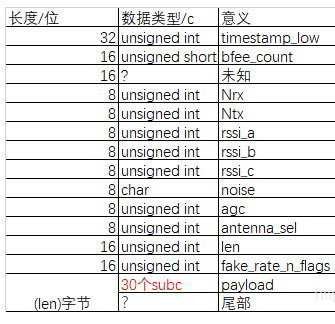 长度/位 数据类型/c 意义
32 unsigned int timestamp_low
16 unsigned short bfee_count
16 ? 未知
8 unsigned int Nrx
8 unsigned int Ntx
8 unsigned int rssi_a
8 unsigned int rssi_b
8 unsigned int rssi_c
8 char noise
8 unsigned int agc
8 unsigned int antenna_sel
16 unsigned int len
16 unsigned int fake_rate_n_flags
30个subc payload
(len)字节 ? 尾部